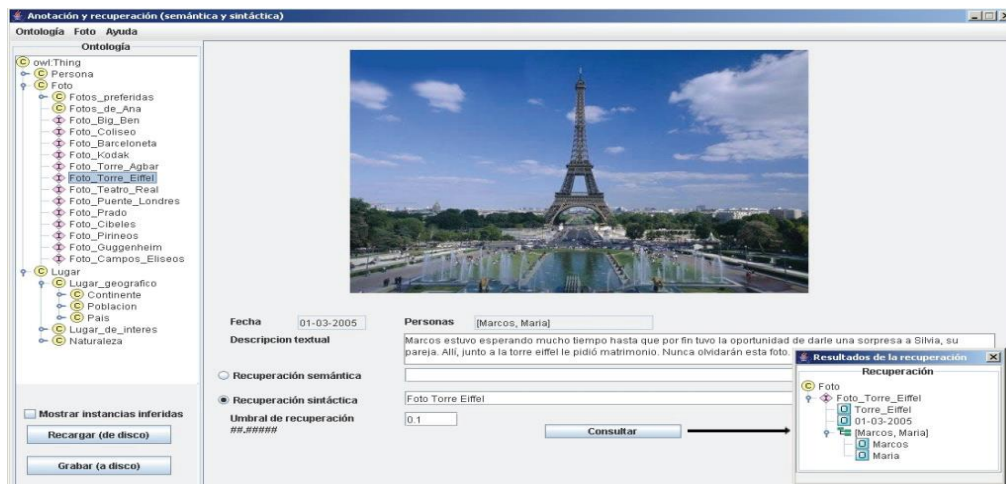 Anotación y recuperación (semántica y sintáctica)
Ontología Foto Ayuda
Ontología
owl:Thing
Persona
Foto
Fotos_preferidas
Fotos_de_Ana
Foto_Big_Ben
Foto_Coliseo
Foto_Barceloneta
Foto_Kodak
Foto_Torre_Agbar
Foto_Torre_Eiffel
Foto_Teatro_Real
Foto_Puente_Londres
Foto_Prado
Foto_Cibeles
Foto_Pirineos
Foto_Guggenheim
Foto_Campos_Eliseos
Lugar
Lugar_geografico
Continente
Poblacion
Pais
Lugar_de_interes
Naturaleza
Mostrar instancias inferidas
Recargar (de disco)
Grabar (a disco)
Fecha 01-03-2005 Personas [Marcos, Maria]
Descripcion textual
Marcos estuvo esperando mucho tiempo hasta que por fin tuvo la oportunidad de darle una sorpresa a Silvia, su
pareja. Allí, junto a la torre eiffel le pidió matrimonio. Nunca olvidarán esta foto.
Recuperación semántica
Recuperación sintáctica Foto Torre Eiffel
Umbral de recuperación 0.1
##.#####
Consultar
Resultados de la recuperación
Recuperación
Foto
Foto_Torre_Eiffel
Torre_Eiffel
01-03-2005
[Marcos, Maria]
Marcos
Maria